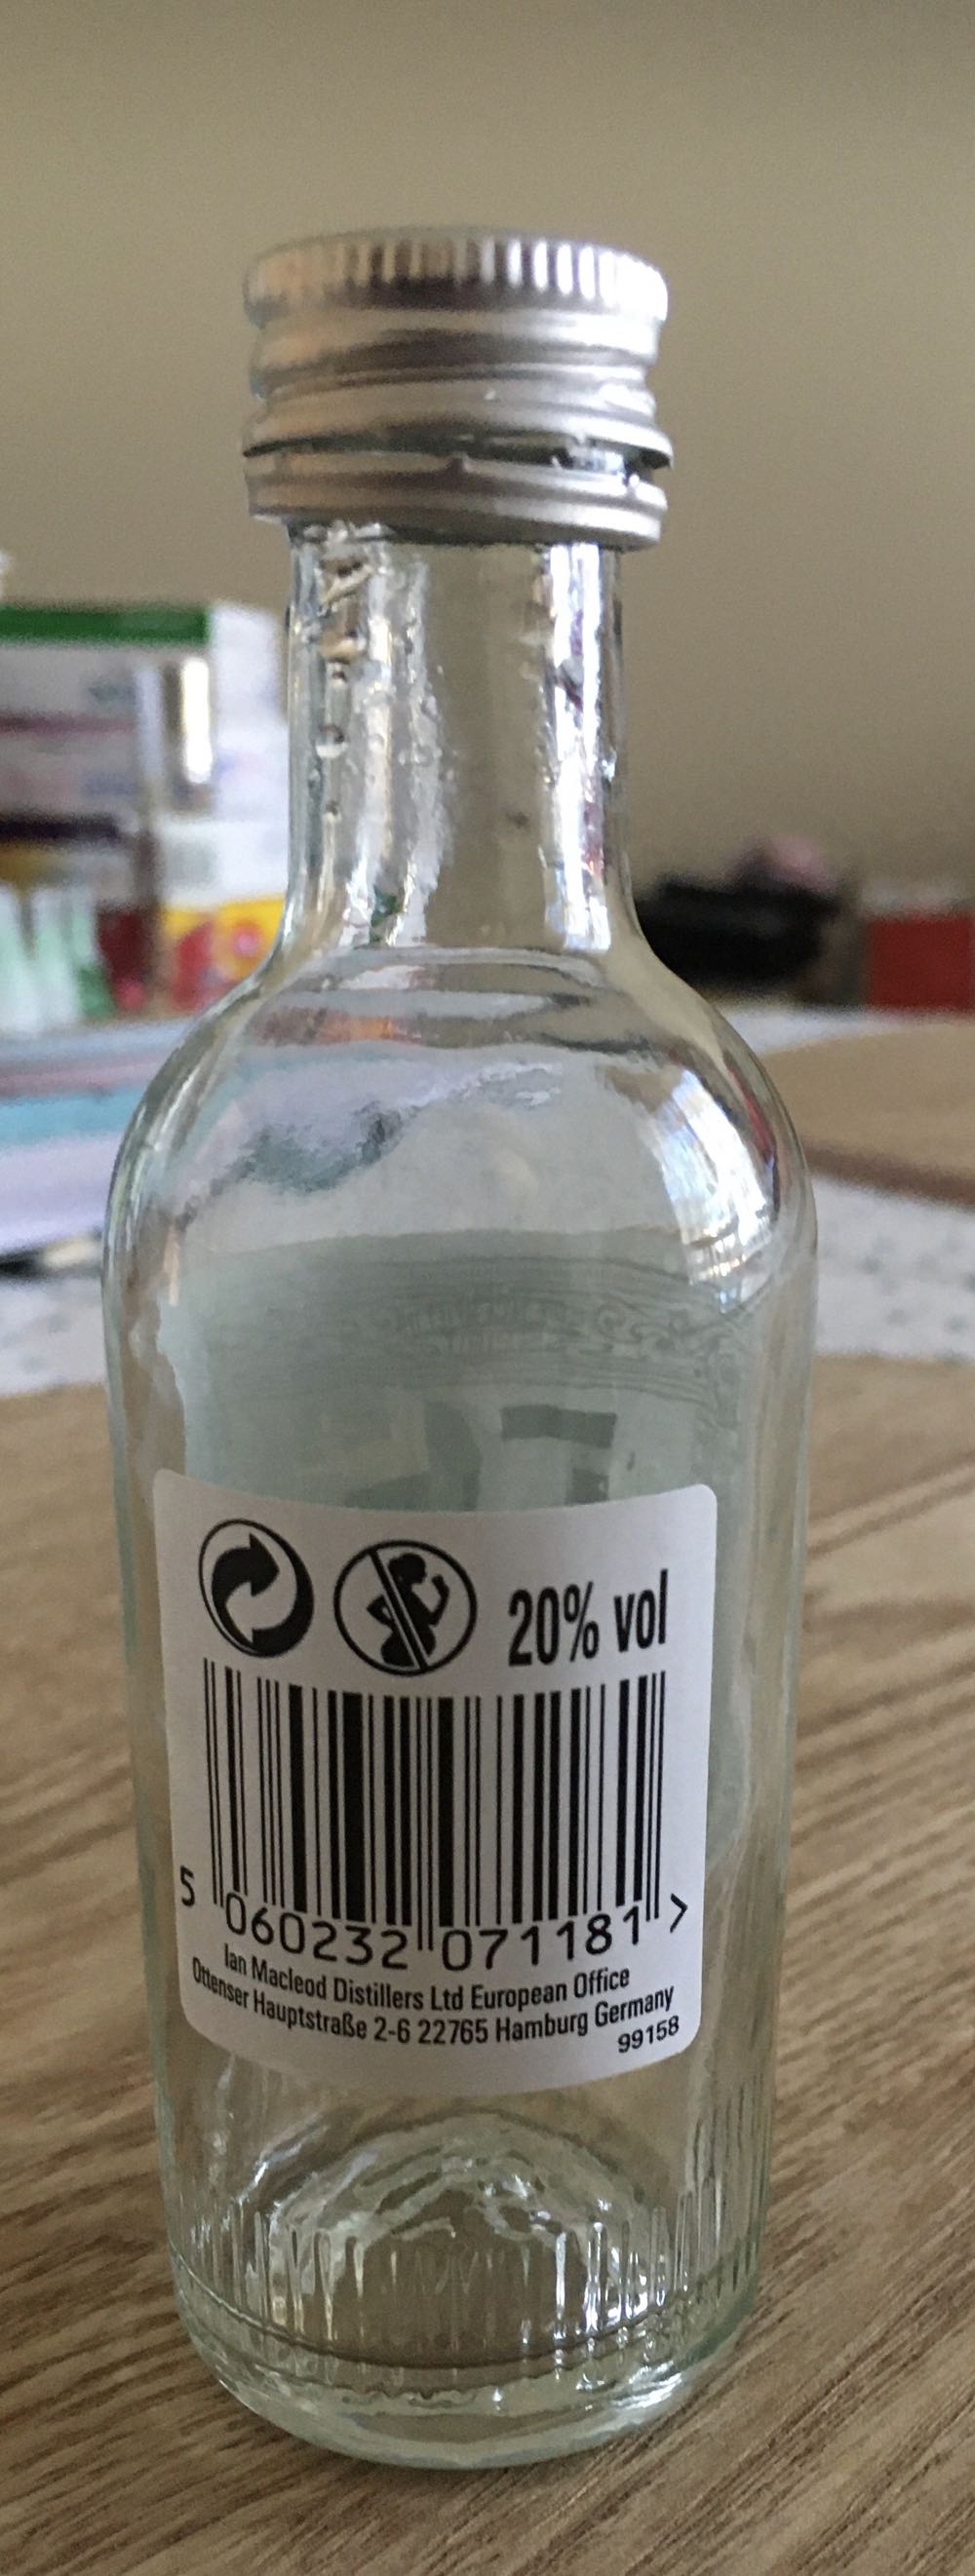 20% vol
5 060232 071181 >
Ian Macleod Distillers Ltd European Office
Ottenser Hauptstraße 2-6 22765 Hamburg Germany
99158